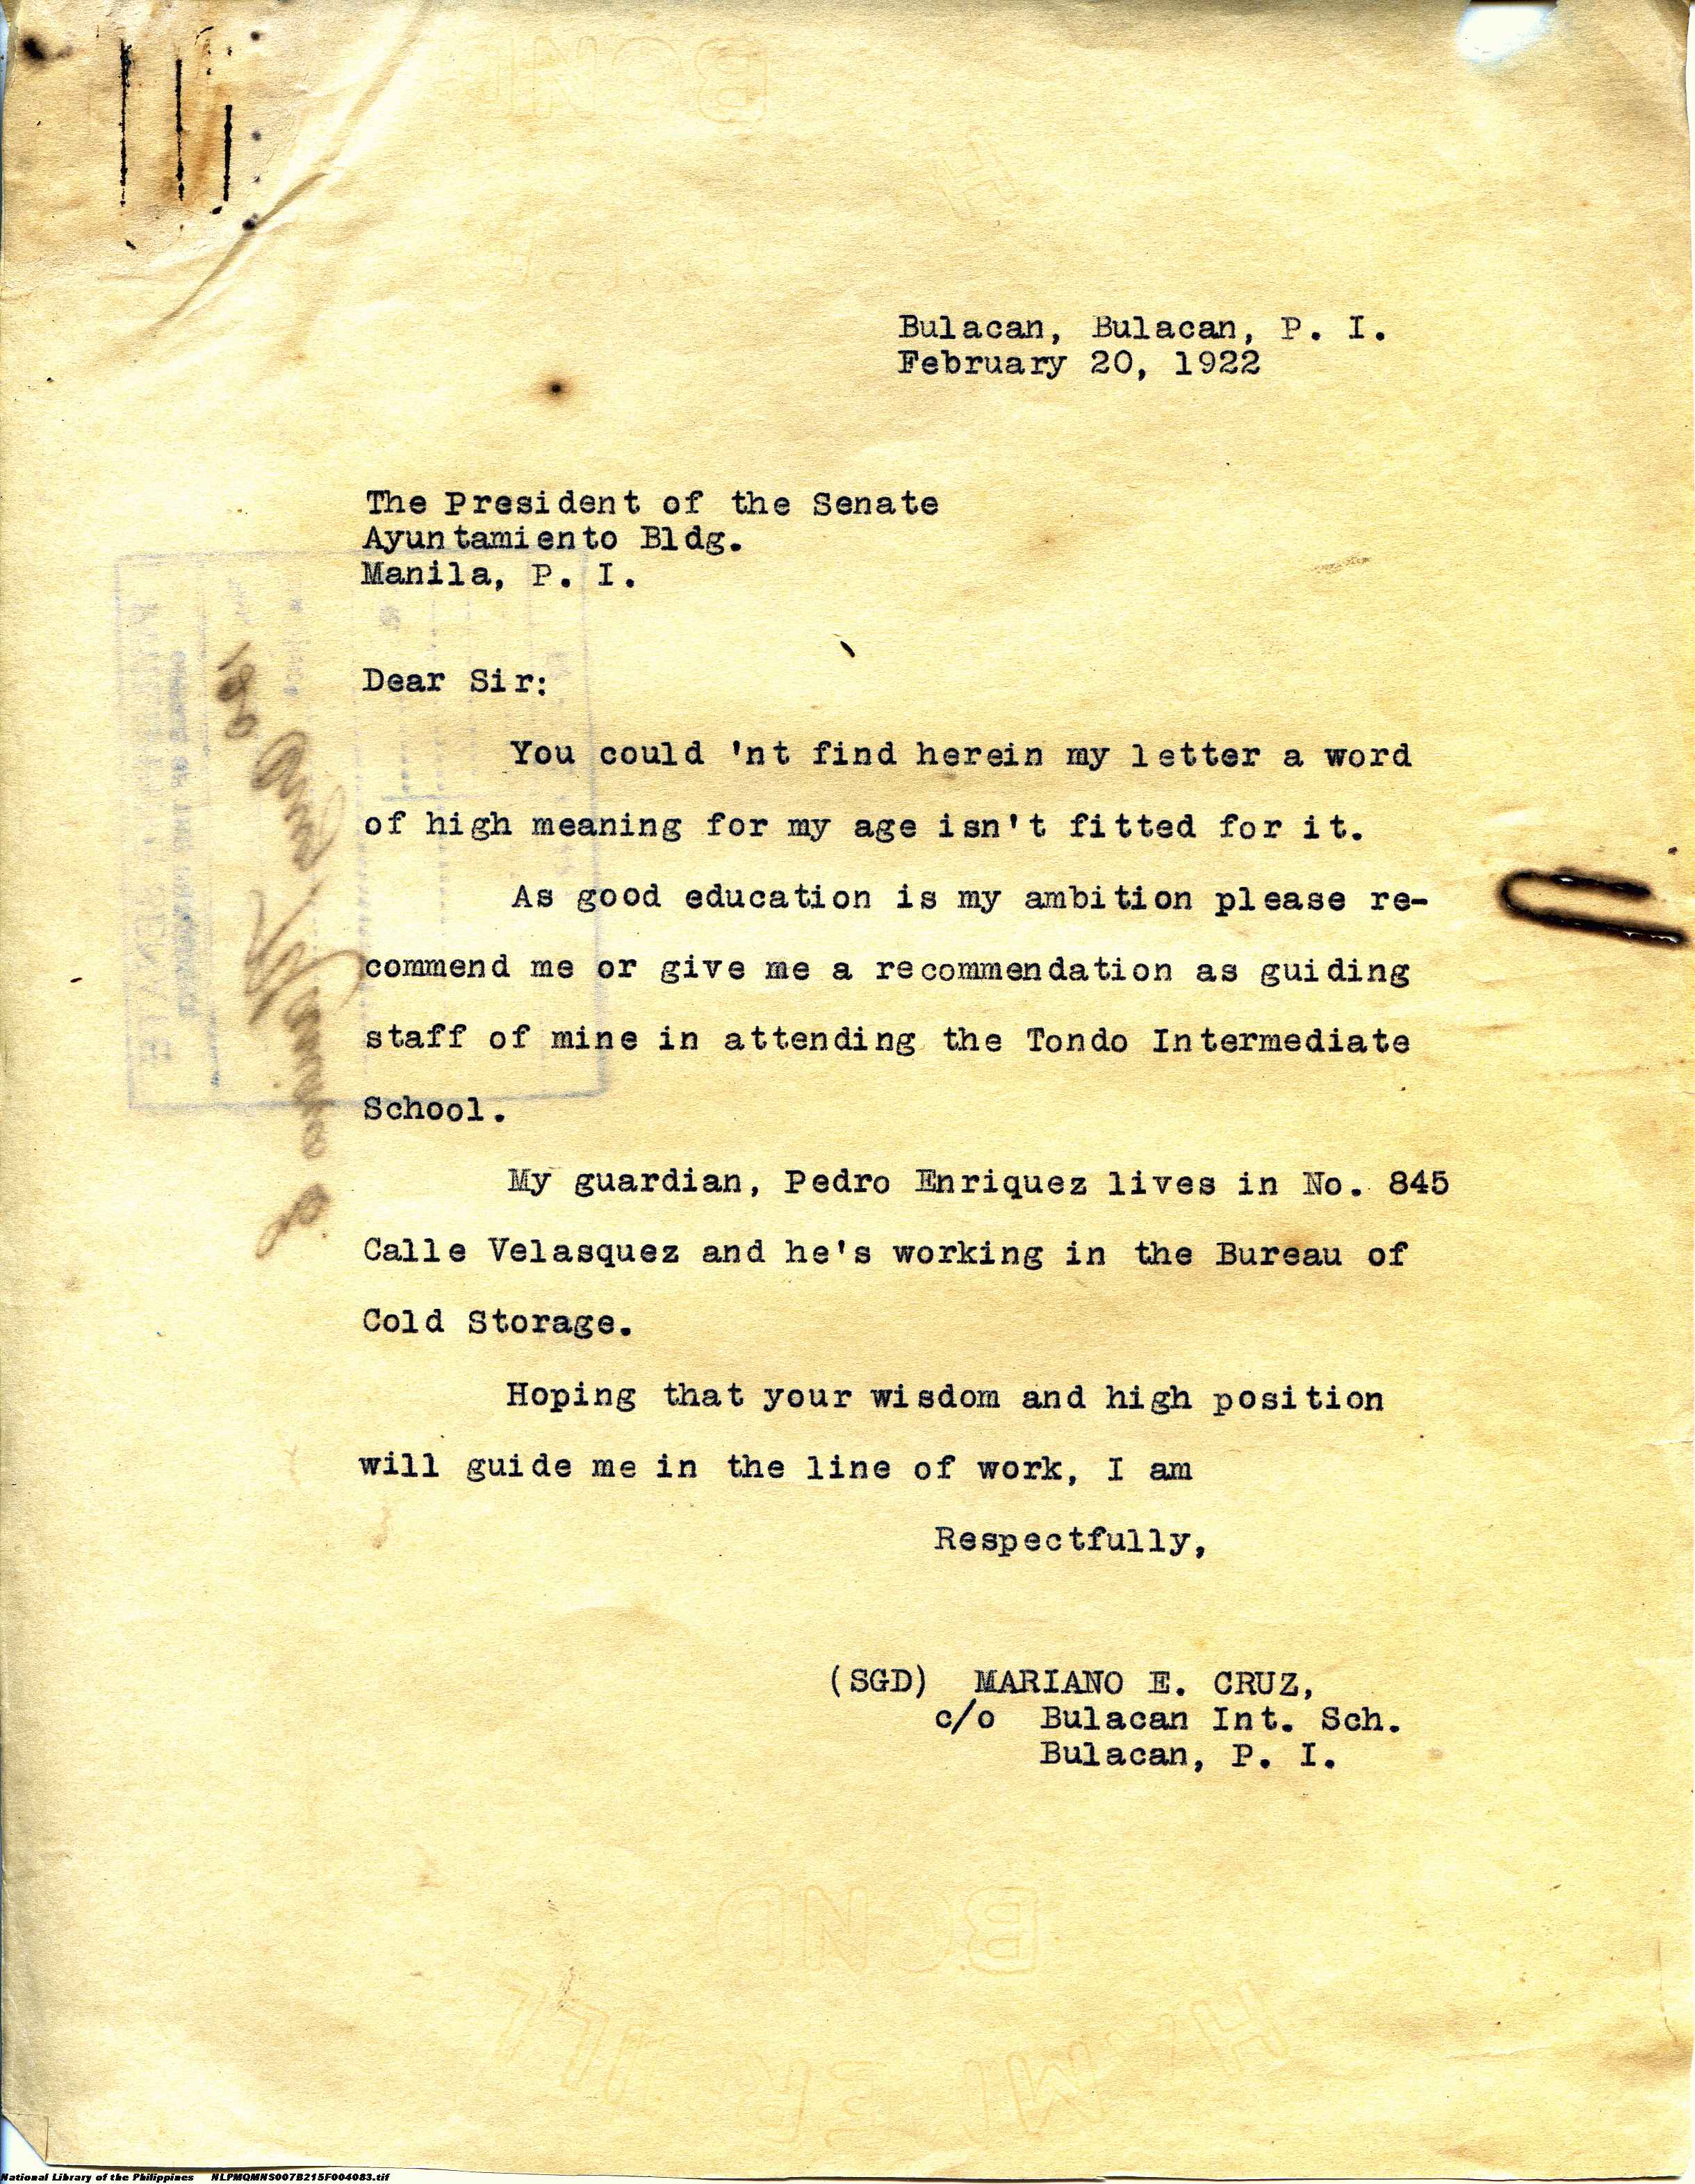 Bulacan, Bulacan, P. I.
February 20, 1922
The President of the Senate
Ayuntamiento Bldg.
Manila, P. I.
Dear Sir:
You could 'nt find herein my letter a word
of high meaning for my age isn't fitted for it.
As good education is my ambition please re-
commend me or give me a recommendation as guiding
staff of mine in attending the Tondo Intermediate
School.
My guardian, Pedro Enriquez lives in No. 845
Calle Velasquez and he's working in the Bureau of
Cold Storage.
Hoping that your wisdom and high position
will guide me in the line of work, I am
Respectfully,
(SGD) MARIANO E. CRUZ,
c/o Bulacan Int. Sch.
Bulacan, P. I.
BOND
HAMMERMILL
National Library of the Philippines NLPMQMNS007B215F004083.tif